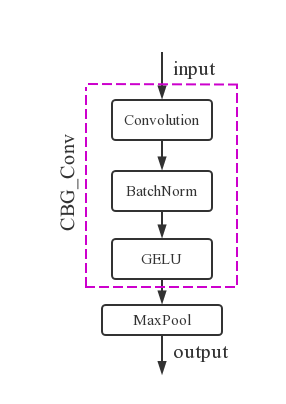 input
Convolution
CBG_Conv
BatchNorm
GELU
MaxPool
output